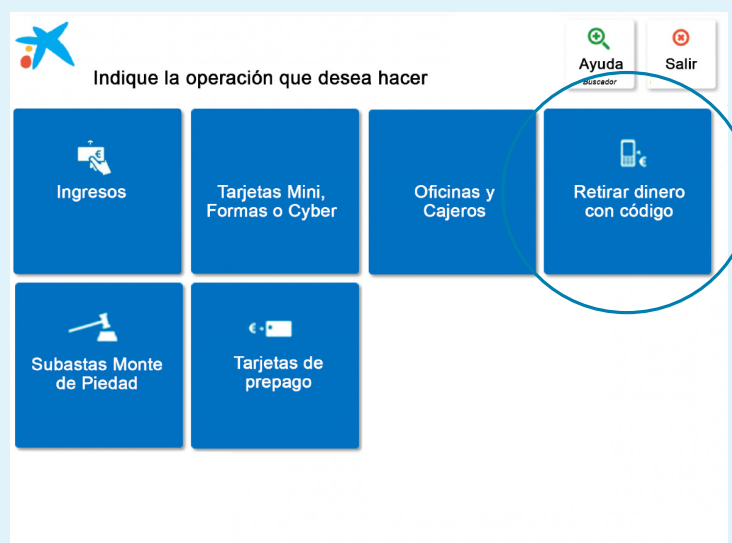 Indique la operación que desea hacer
Ayuda
Buscador
Salir
Ingresos
Tarjetas Mini,
Formas o Cyber
Oficinas y
Cajeros
Retirar dinero
con código
Subastas Monte
de Piedad
Tarjetas de
prepago